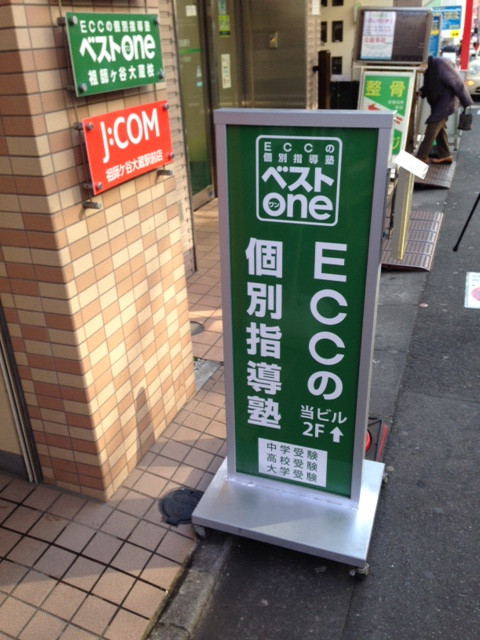 ECCの個別指導塾
ベストone
祖師ヶ谷大蔵校
J:COM
祖師ケ谷大蔵駅前店
ECCの
個別指導塾
ベスト
ワン
one
ECCの
個別指導塾
当ビル
2F↑
中学受験
高校受験
大学受験
整骨